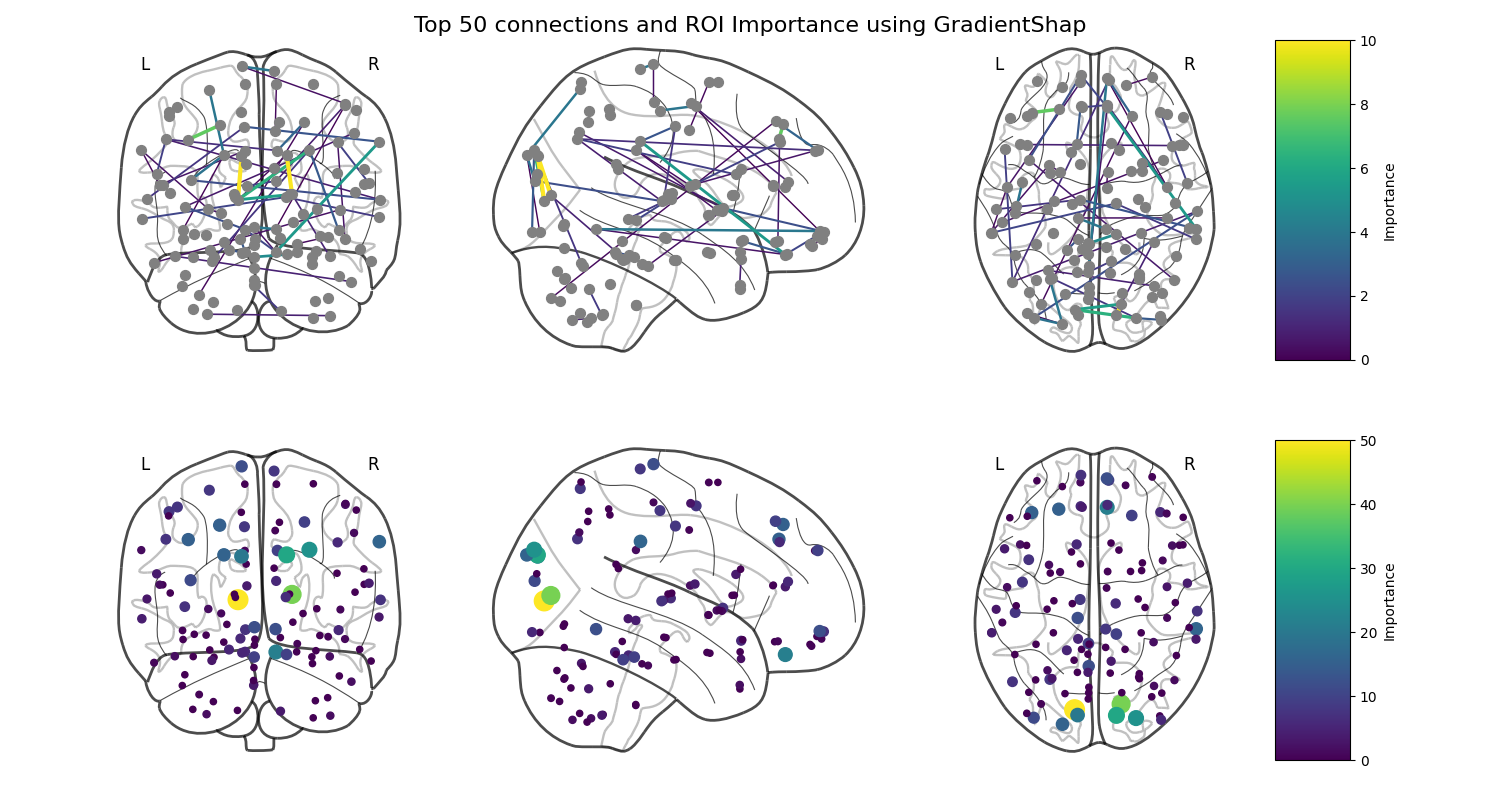 Top 50 connections and ROI Importance using GradientShap
L
R
L
R
10
8
6
4
2
0
Importance
L
R
L
R
50
40
30
20
10
0
Importance